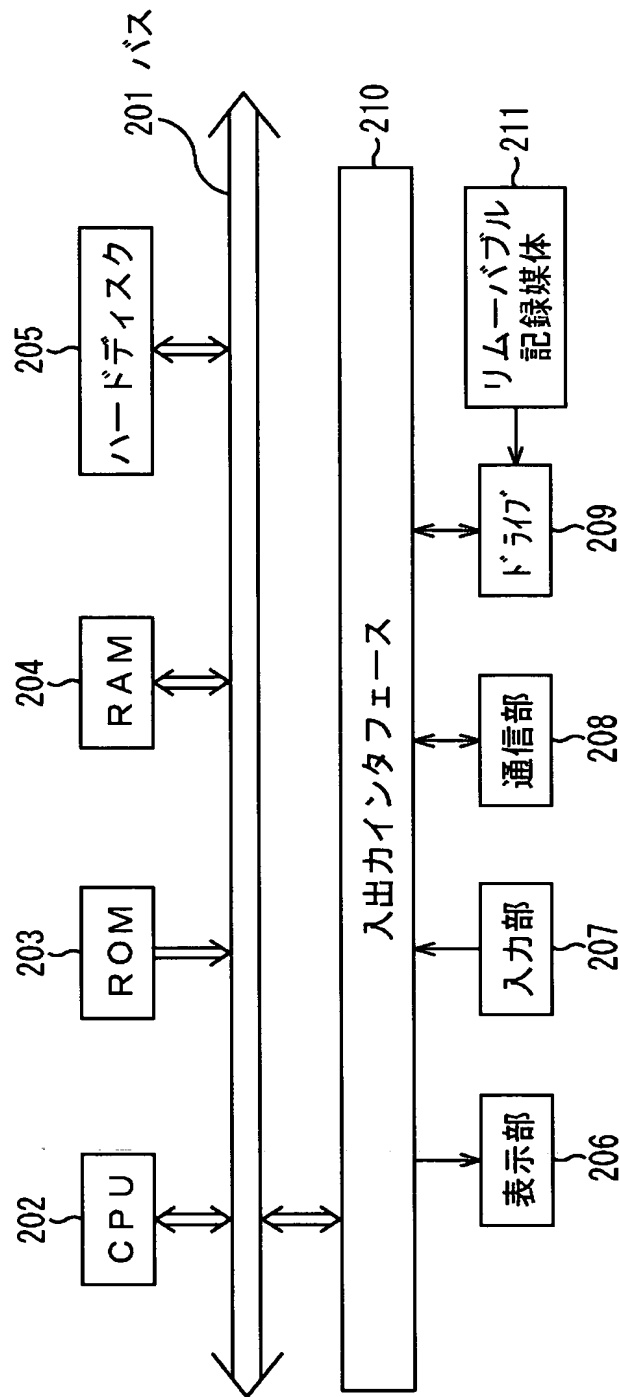 202
203
204
205
201 バス
CPU
ROM
RAM
ハードディスク
入出力インタフェース
210
表示部
入力部
通信部
ドライブ
リムーバブル
記録媒体
211
206
207
208
209